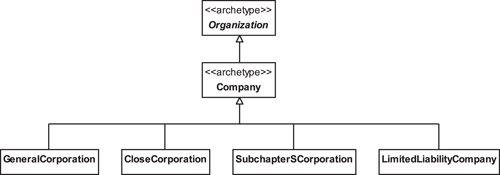 <<archetype>>
Organization
<<archetype>>
Company
GeneralCorporation
CloseCorporation
SubchapterSCorporation
LimitedLiabilityCompany